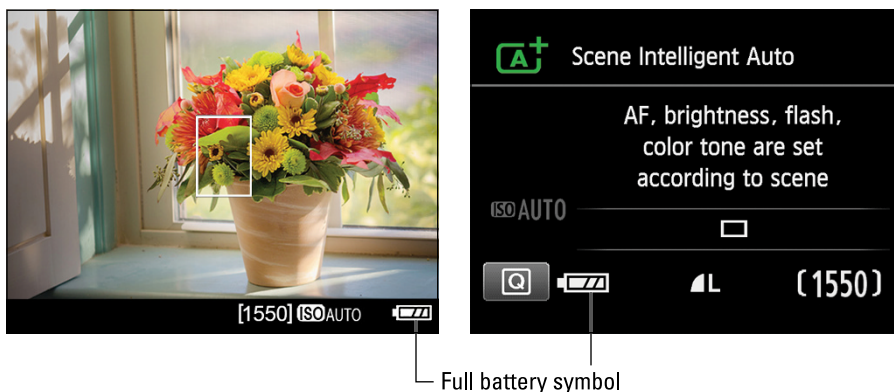 [1550] ISO AUTO
A+ Scene Intelligent Auto
AF, brightness, flash,
color tone are set
according to scene
ISO AUTO
Q L (1550)
Full battery symbol